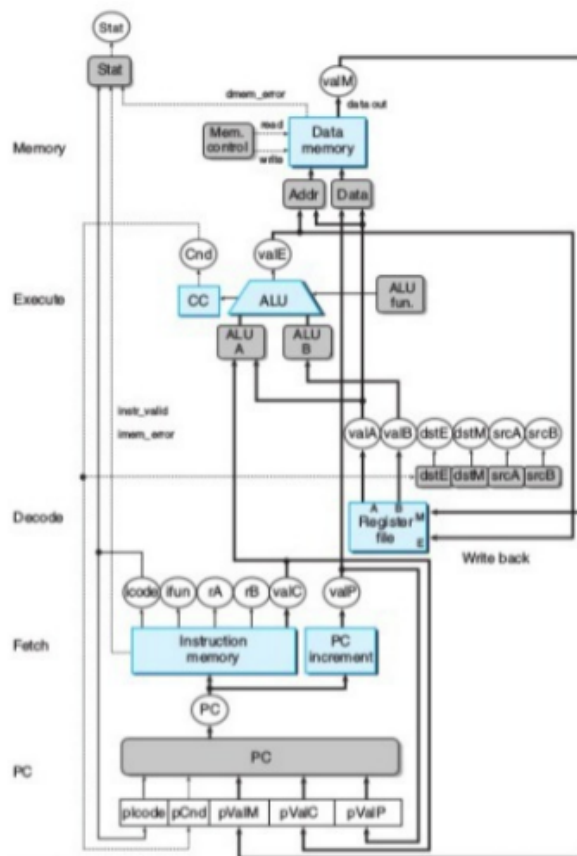 Stat
Stat
valM
dmem_error
data out
Memory
Mem. control
read
write
Data memory
Addr
Data
Cnd
valE
Execute
CC
ALU
ALU fun.
ALU A
ALU B
instr_valid
imem_error
valA
valB
dstE
dstM
srcA
srcB
dstE
dstM
srcA
srcB
Decode
A
B
M
Register file
E
Write back
icode
ifun
rA
rB
valC
valP
Fetch
Instruction memory
PC increment
PC
PC
PC
pIcode
pCnd
pValM
pValC
pValP